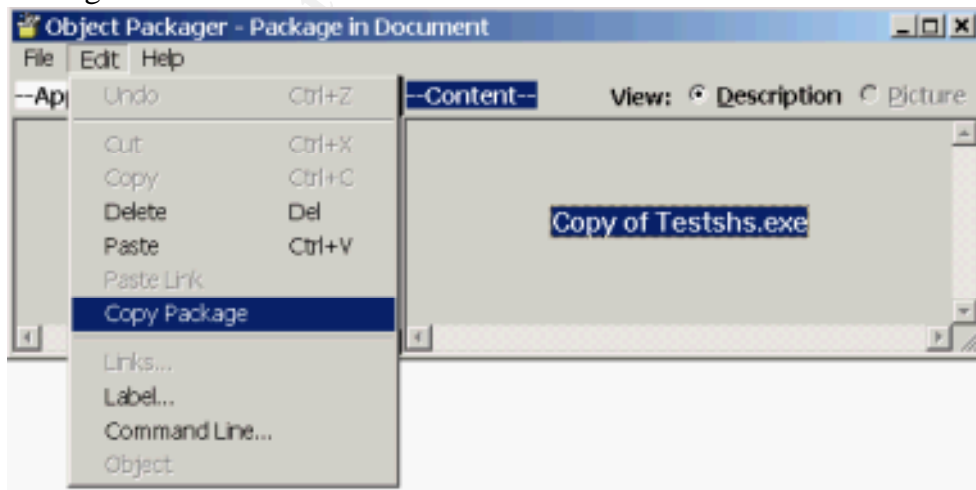 Object Packager - Package in Document
File Edit Help
--Ap
--Content-- View: Description Picture
Undo Ctrl+Z
Cut Ctrl+X
Copy Ctrl+C
Delete Del
Paste Ctrl+V
Paste Link
Copy Package
Links...
Label...
Command Line...
Object
Copy of Testshs.exe